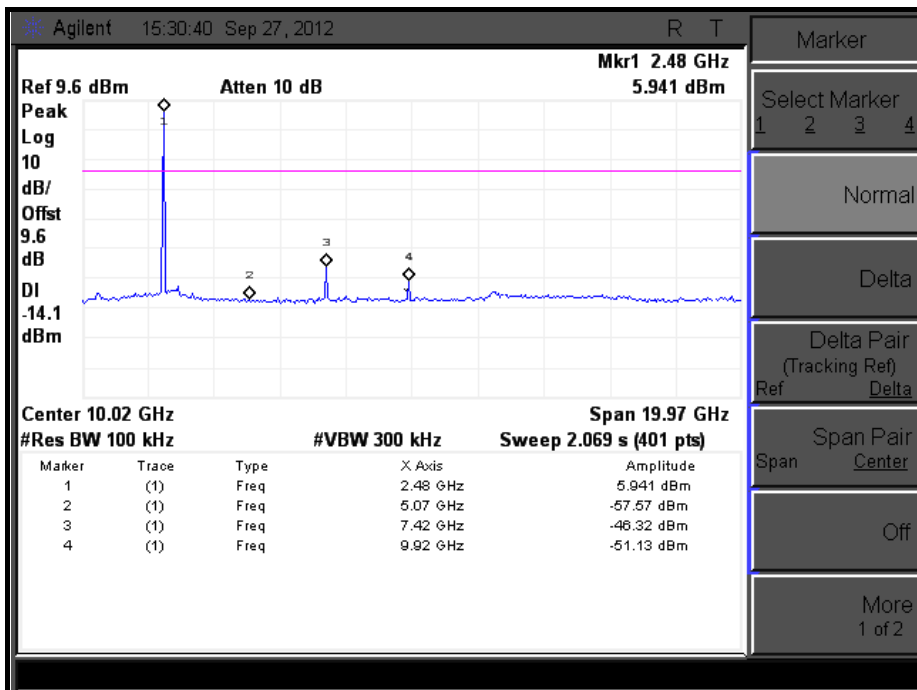 Agilent 15:30:40 Sep 27, 2012 R T
Mkr1 2.48 GHz
Ref 9.6 dBm Atten 10 dB 5.941 dBm
Peak
Log
10
dB/
Offst
9.6
dB
DI
-14.1
dBm
1
2
3
4
Center 10.02 GHz Span 19.97 GHz
#Res BW 100 kHz #VBW 300 kHz Sweep 2.069 s (401 pts)
Marker Trace Type X Axis Amplitude
1 (1) Freq 2.48 GHz 5.941 dBm
2 (1) Freq 5.07 GHz -57.57 dBm
3 (1) Freq 7.42 GHz -46.32 dBm
4 (1) Freq 9.92 GHz -51.13 dBm
Marker
Select Marker
1 2 3 4
Normal
Delta
Delta Pair
(Tracking Ref)
Ref Delta
Span Pair
Span Center
Off
More
1 of 2